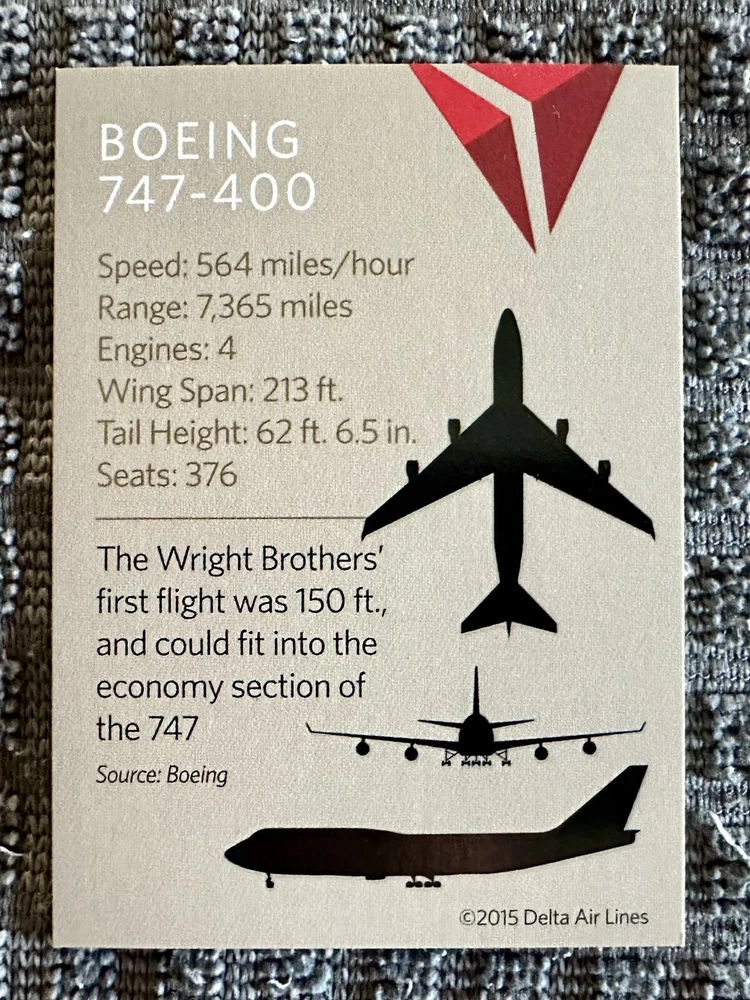 BOEING
747-400
Speed: 564 miles/hour
Range: 7,365 miles
Engines: 4
Wing Span: 213 ft.
Tail Height: 62 ft. 6.5 in.
Seats: 376
The Wright Brothers’
first flight was 150 ft.,
and could fit into the
economy section of
the 747
Source: Boeing
©2015 Delta Air Lines